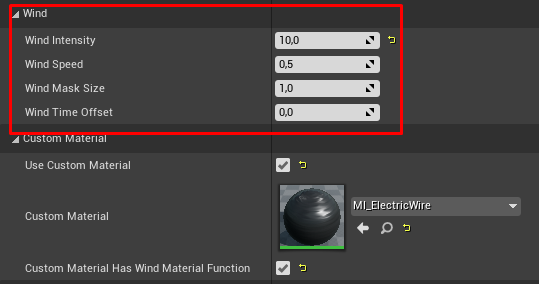 Wind
Wind Intensity 10,0
Wind Speed 0,5
Wind Mask Size 1,0
Wind Time Offset 0,0
Custom Material
Use Custom Material
Custom Material MI_ElectricWire
Custom Material Has Wind Material Function